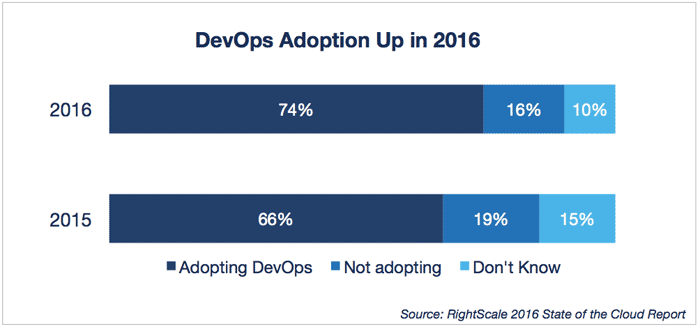 DevOps Adoption Up in 2016
2016 74% 16% 10%
2015 66% 19% 15%
Adopting DevOps Not adopting Don't Know
Source: RightScale 2016 State of the Cloud Report